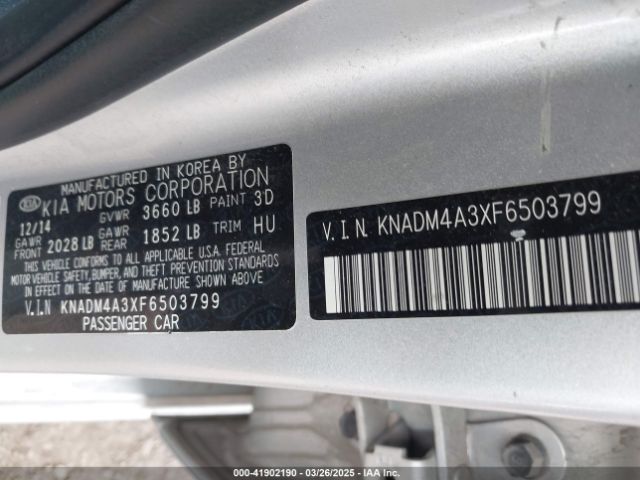 MANUFACTURED IN KOREA BY
KIA KIA MOTORS CORPORATION
12/14 GVWR 3660 LB PAINT 3D
GAWR FRONT 2028 LB GAWR REAR 1852 LB TRIM HU
THIS VEHICLE CONFORMS TO ALL APPLICABLE U.S.A. FEDERAL
MOTOR VEHICLE SAFETY, BUMPER, AND THEFT PREVENTION STANDARDS
IN EFFECT ON THE DATE OF MANUFACTURE SHOWN ABOVE
V.I.N KNADM4A3XF6503799
PASSENGER CAR
V.I.N. KNADM4A3XF6503799
000-41902190 | 03/26/2025 | IAA Inc.